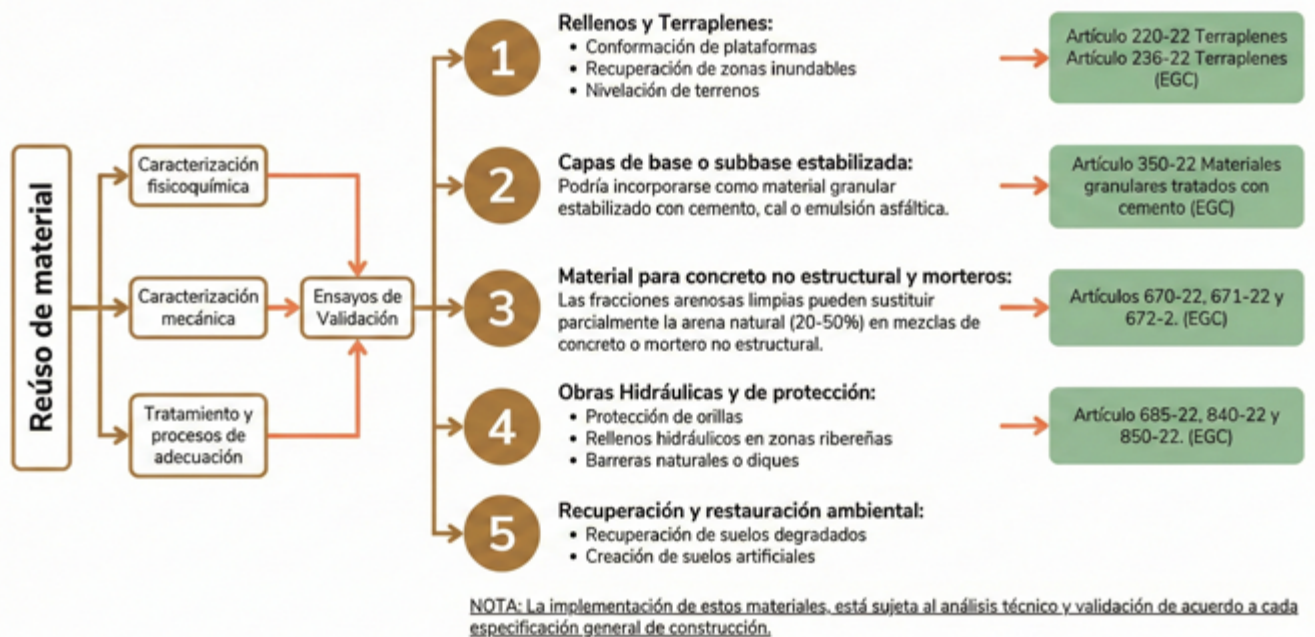 Reúso de material
Caracterización
fisicoquímica
Caracterización
mecánica
Tratamiento y
procesos de
adecuación
Ensayos de
Validación
1
Rellenos y Terraplenes:
• Conformación de plataformas
• Recuperación de zonas inundables
• Nivelación de terrenos
Artículo 220-22 Terraplenes
Artículo 236-22 Terraplenes
(EGC)
2
Capas de base o subbase estabilizada:
Podría incorporarse como material granular
estabilizado con cemento, cal o emulsión asfáltica.
Artículo 350-22 Materiales
granulares tratados con
cemento (EGC)
3
Material para concreto no estructural y morteros:
Las fracciones arenosas limpias pueden sustituir
parcialmente la arena natural (20-50%) en mezclas de
concreto o mortero no estructural.
Artículos 670-22, 671-22 y
672-2. (EGC)
4
Obras Hidráulicas y de protección:
• Protección de orillas
• Rellenos hidráulicos en zonas ribereñas
• Barreras naturales o diques
Artículo 685-22, 840-22 y
850-22. (EGC)
5
Recuperación y restauración ambiental:
• Recuperación de suelos degradados
• Creación de suelos artificiales
NOTA: La implementación de estos materiales, está sujeta al análisis técnico y validación de acuerdo a cada
especificación general de construcción.